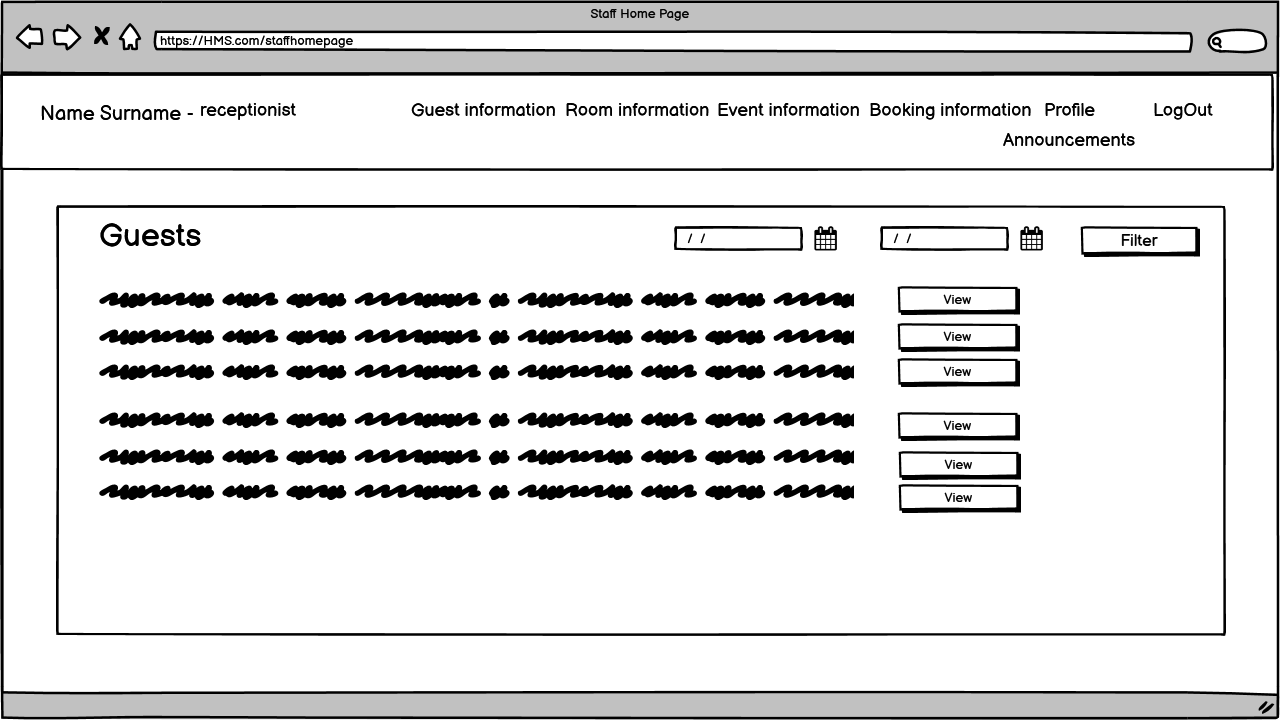 Staff Home Page
https://HMS.com/staffhomepage
Name Surname - receptionist
Guest information Room information Event information Booking information Profile LogOut
Announcements
Guests / / / / Filter
View
View
View
View
View
View